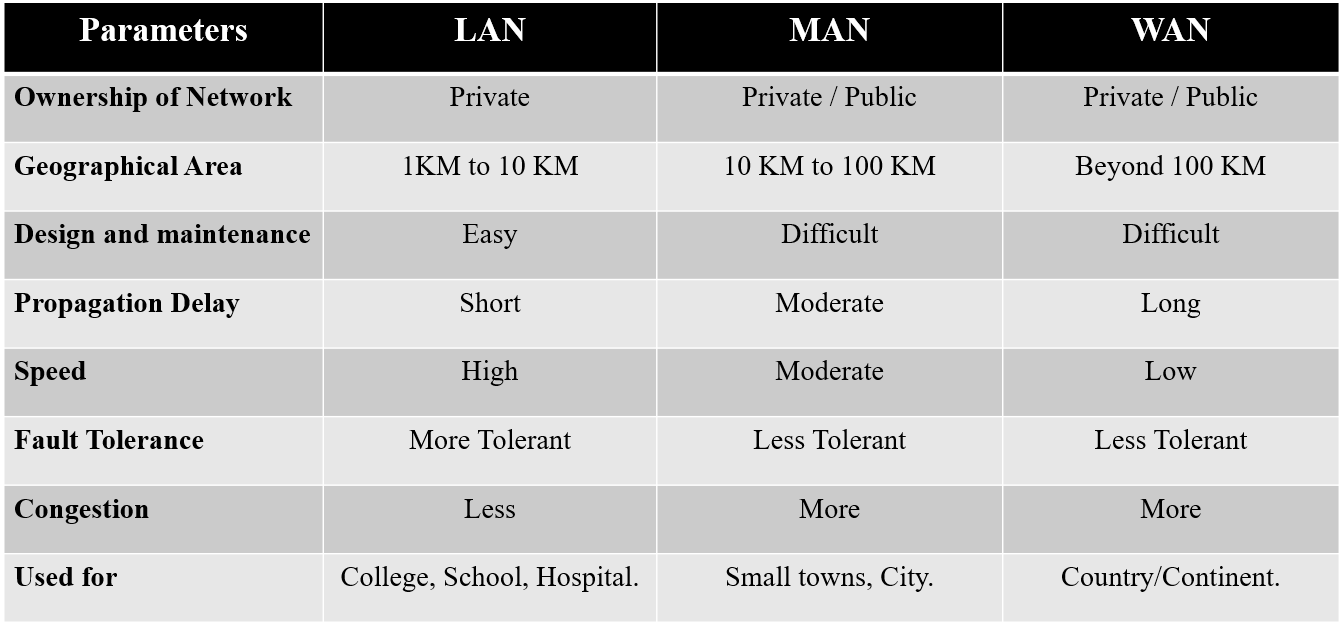 Parameters LAN MAN WAN
Ownership of Network Private Private / Public Private / Public
Geographical Area 1KM to 10 KM 10 KM to 100 KM Beyond 100 KM
Design and maintenance Easy Difficult Difficult
Propagation Delay Short Moderate Long
Speed High Moderate Low
Fault Tolerance More Tolerant Less Tolerant Less Tolerant
Congestion Less More More
Used for College, School, Hospital. Small towns, City. Country/Continent.